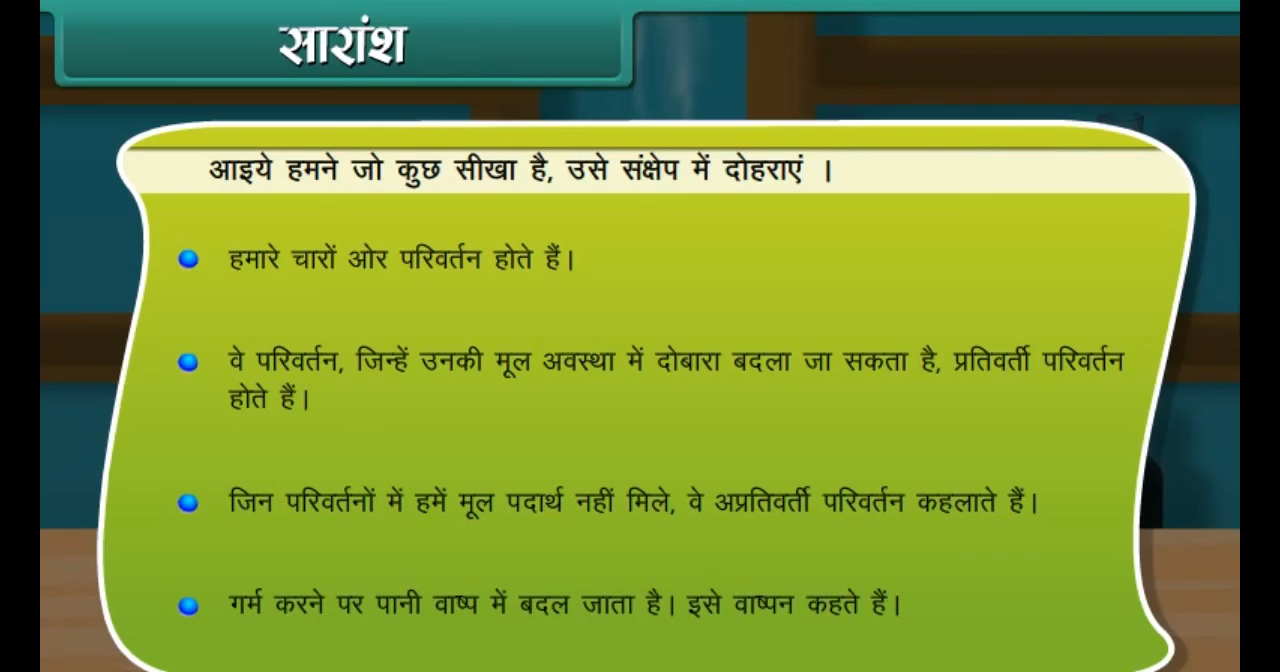 सारांश
आइये हमने जो कुछ सीखा है, उसे संक्षेप में दोहराएं ।
हमारे चारों ओर परिवर्तन होते हैं।
वे परिवर्तन, जिन्हें उनकी मूल अवस्था में दोबारा बदला जा सकता है, प्रतिवर्ती परिवर्तन
होते हैं।
जिन परिवर्तनों में हमें मूल पदार्थ नहीं मिले, वे अप्रतिवर्ती परिवर्तन कहलाते हैं।
गर्म करने पर पानी वाष्प में बदल जाता है। इसे वाष्पन कहते हैं।